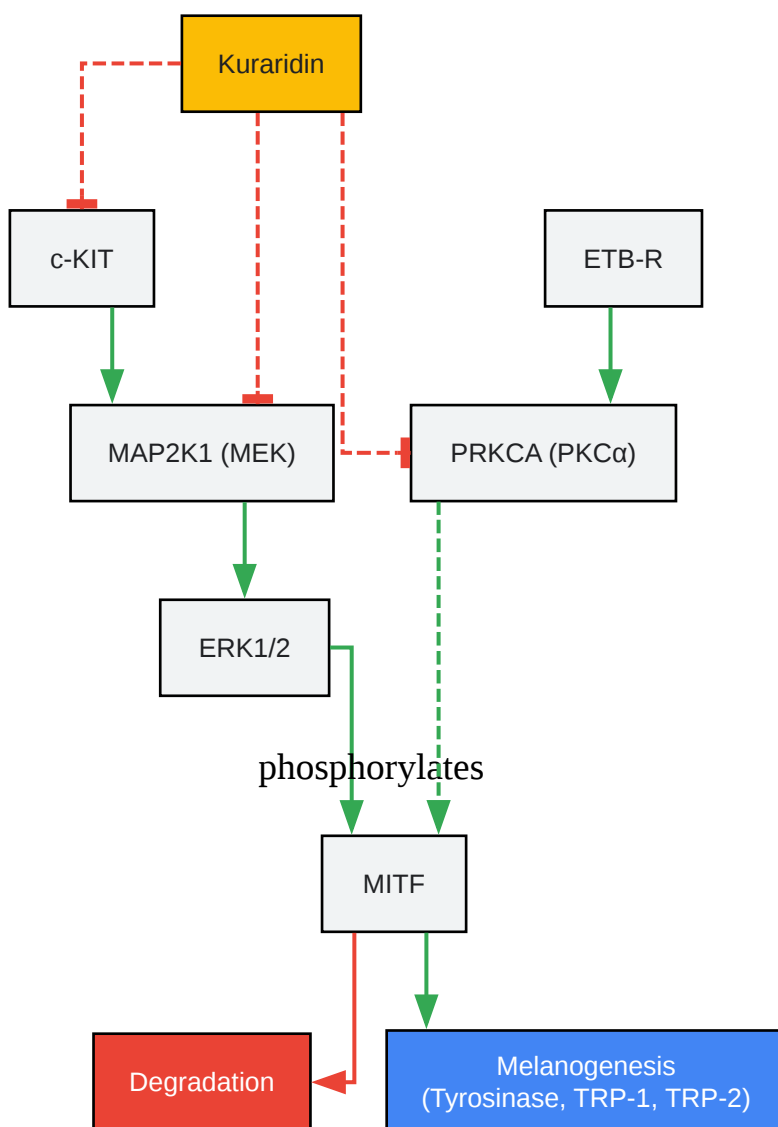 Kuraridin
c-KIT
ETB-R
MAP2K1 (MEK)
PRKCA (PKCα)
ERK1/2
phosphorylates
MITF
Degradation
Melanogenesis
(Tyrosinase, TRP-1, TRP-2)